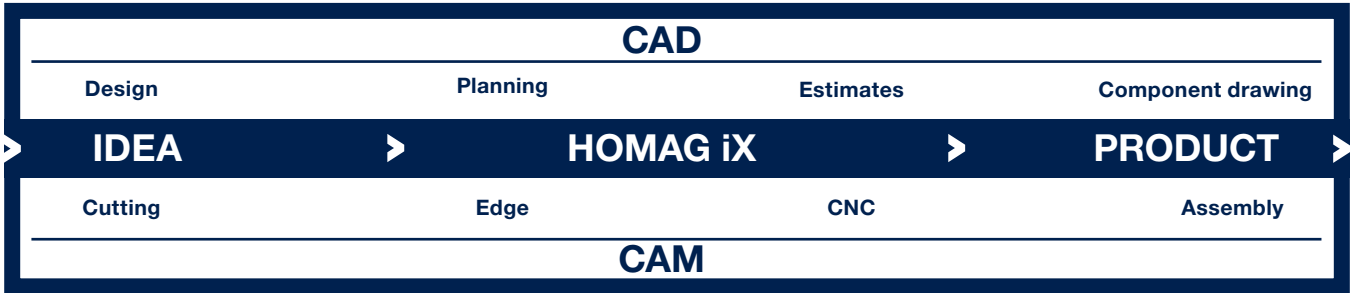 CAD
Design Planning Estimates Component drawing
> IDEA > HOMAG iX > PRODUCT >
Cutting Edge CNC Assembly
CAM